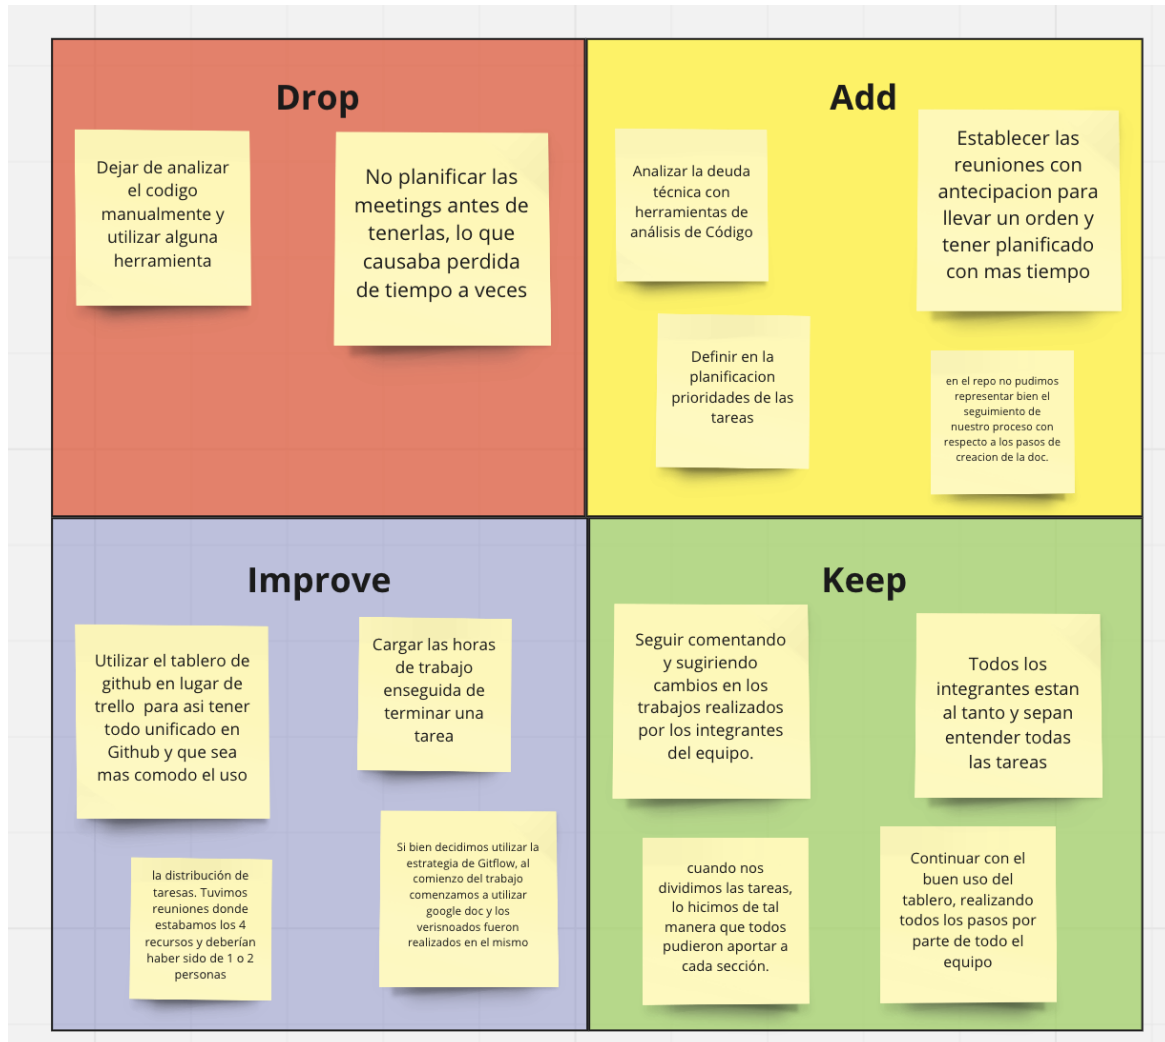 Drop
Dejar de analizar
el codigo
manualmente y
utilizar alguna
herramienta
No planificar las
meetings antes de
tenerlas, lo que
causaba perdida
de tiempo a veces
Add
Analizar la deuda
técnica con
herramientas de
análisis de Código
Establecer las
reuniones con
antecipacion para
llevar un orden y
tener planificado
con mas tiempo
Definir en la
planificacion
prioridades de las
tareas
en el repo no pudimos
representar bien el
seguimiento de
nuestro proceso con
respecto a los pasos de
creacion de la doc.
Improve
Utilizar el tablero de
github en lugar de
trello para asi tener
todo unificado en
Github y que sea
mas comodo el uso
Cargar las horas
de trabajo
enseguida de
terminar una
tarea
la distribución de
taresas. Tuvimos
reuniones donde
estabamos los 4
recursos y deberían
haber sido de 1 o 2
personas
Si bien decidimos utilizar la
estrategia de Gitflow, al
comienzo del trabajo
comenzamos a utilizar
google doc y los
verisnoados fueron
realizados en el mismo
Keep
Seguir comentando
y sugiriendo
cambios en los
trabajos realizados
por los integrantes
del equipo.
Todos los
integrantes estan
al tanto y sepan
entender todas
las tareas
cuando nos
dividimos las tareas,
lo hicimos de tal
manera que todos
pudieron aportar a
cada sección.
Continuar con el
buen uso del
tablero, realizando
todos los pasos por
parte de todo el
equipo